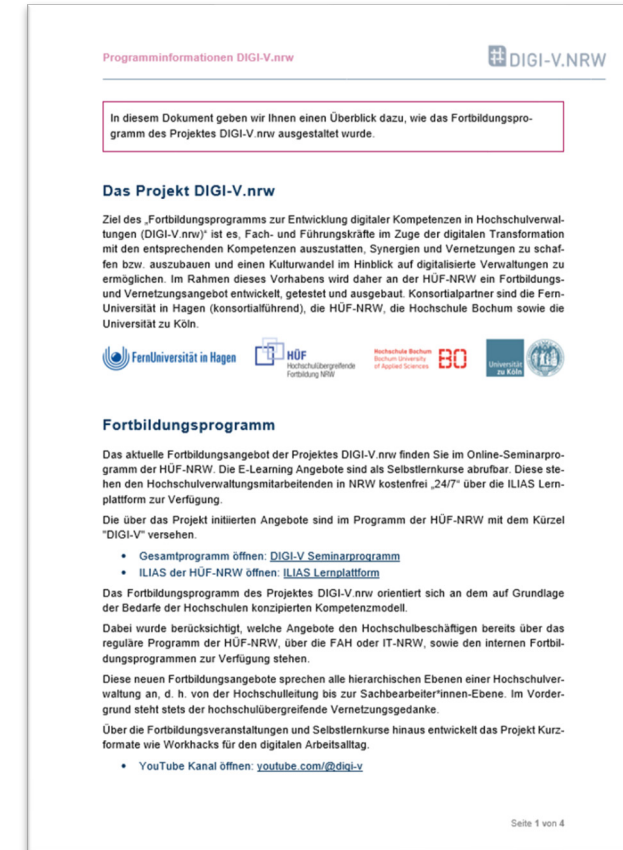 Programminformationen DIGI-V.nrw
DIGI-V.NRW
In diesem Dokument geben wir Ihnen einen Überblick dazu, wie das Fortbildungspro-
gramm des Projektes DIGI-V.nrw ausgestaltet wurde.
Das Projekt DIGI-V.nrw
Ziel des „Fortbildungsprogramms zur Entwicklung digitaler Kompetenzen in Hochschulverwal-
tungen (DIGI-V.nrw)“ ist es, Fach- und Führungskräfte im Zuge der digitalen Transformation
mit den entsprechenden Kompetenzen auszustatten, Synergien und Vernetzungen zu schaf-
fen bzw. auszubauen und einen Kulturwandel im Hinblick auf digitalisierte Verwaltungen zu
ermöglichen. Im Rahmen dieses Vorhabens wird daher an der HÜF-NRW ein Fortbildungs-
und Vernetzungsangebot entwickelt, getestet und ausgebaut. Konsortialpartner sind die Fern-
Universität in Hagen (konsortialführend), die HÜF-NRW, die Hochschule Bochum sowie die
Universität zu Köln.
FernUniversität in Hagen
HÜF
Hochschulübergreifende
Fortbildung NRW
Hochschule Bochum
Bochum University
of Applied Sciences
BO
Universität
zu Köln
Fortbildungsprogramm
Das aktuelle Fortbildungsangebot der Projektes DIGI-V.nrw finden Sie im Online-Seminarpro-
gramm der HÜF-NRW. Die E-Learning Angebote sind als Selbstlernkurse abrufbar. Diese ste-
hen den Hochschulverwaltungsmitarbeitenden in NRW kostenfrei „24/7“ über die ILIAS Lern-
plattform zur Verfügung.
Die über das Projekt initiierten Angebote sind im Programm der HÜF-NRW mit dem Kürzel
"DIGI-V" versehen.
• Gesamtprogramm öffnen: DIGI-V Seminarprogramm
• ILIAS der HÜF-NRW öffnen: ILIAS Lernplattform
Das Fortbildungsprogramm des Projektes DIGI-V.nrw orientiert sich an dem auf Grundlage
der Bedarfe der Hochschulen konzipierten Kompetenzmodell.
Dabei wurde berücksichtigt, welche Angebote den Hochschulbeschäftigen bereits über das
reguläre Programm der HÜF-NRW, über die FAH oder IT-NRW, sowie den internen Fortbil-
dungsprogrammen zur Verfügung stehen.
Diese neuen Fortbildungsangebote sprechen alle hierarchischen Ebenen einer Hochschulver-
waltung an, d. h. von der Hochschulleitung bis zur Sachbearbeiter*innen-Ebene. Im Vorder-
grund steht stets der hochschulübergreifende Vernetzungsgedanke.
Über die Fortbildungsveranstaltungen und Selbstlernkurse hinaus entwickelt das Projekt Kurz-
formate wie Workhacks für den digitalen Arbeitsalltag.
• YouTube Kanal öffnen: youtube.com/@digi-v
Seite 1 von 4